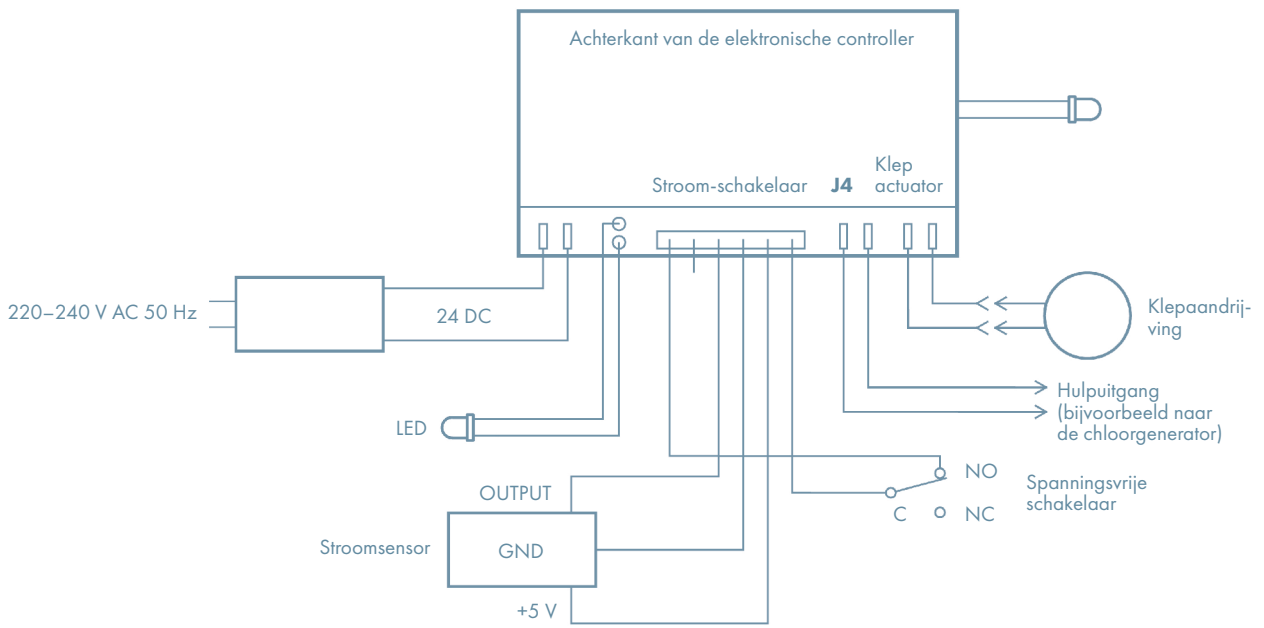 Achterkant van de elektronische controller
Klep
Stroom-schakelaar J4 actuator
220–240 V AC 50 Hz
24 DC
Klepaandrij-
ving
Hulpuitgang
(bijvoorbeeld naar
de chloorgenerator)
LED
NO
Spanningsvrije
schakelaar
C NC
OUTPUT
Stroomsensor
GND
+5 V